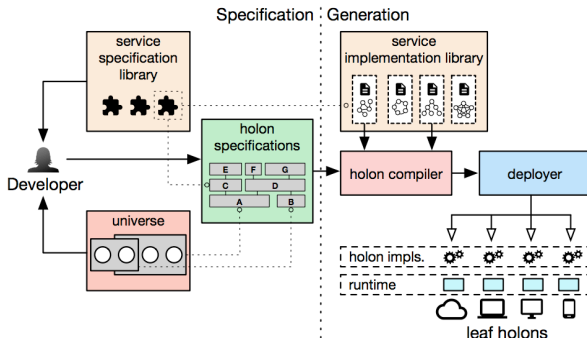 Specification
Generation
service
specification
library
service
implementation library
holon
specifications
E
F
G
C
D
A
B
Developer
holon compiler
deployer
universe
holon impls.
runtime
leaf holons